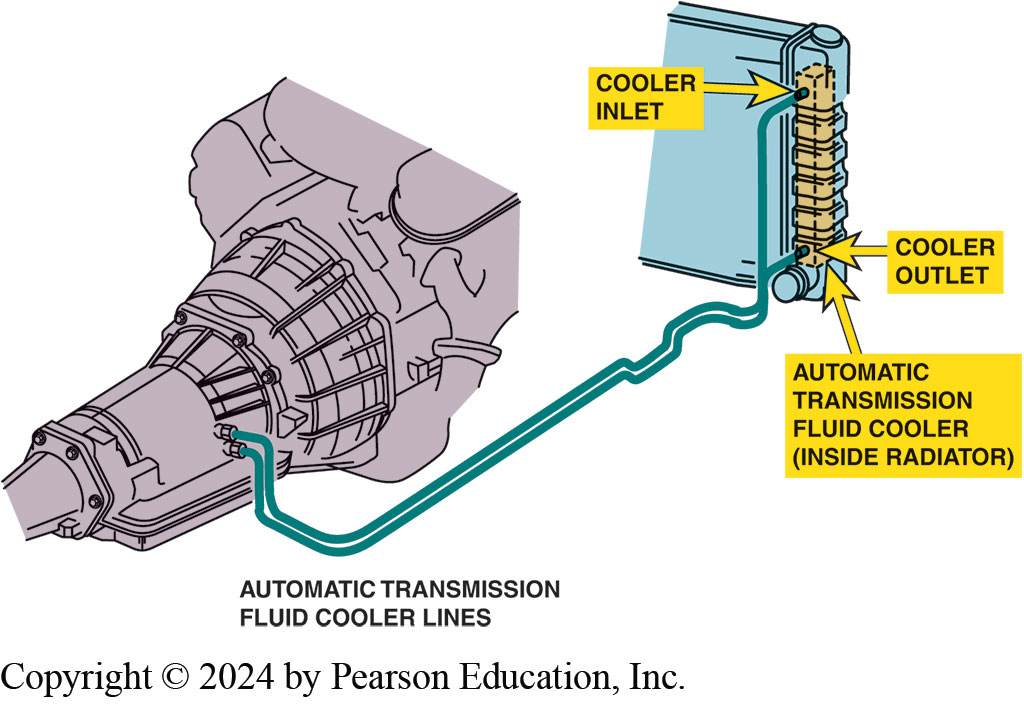 COOLER
INLET
COOLER
OUTLET
AUTOMATIC
TRANSMISSION
FLUID COOLER
(INSIDE RADIATOR)
AUTOMATIC TRANSMISSION
FLUID COOLER LINES
Copyright © 2024 by Pearson Education, Inc.